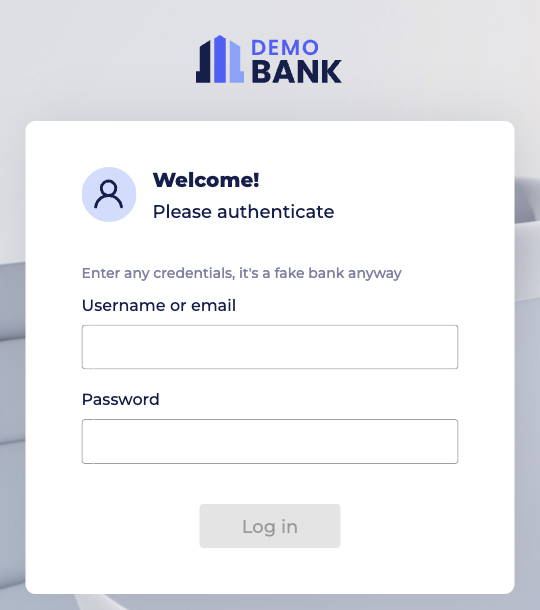 DEMO
BANK
Welcome!
Please authenticate
Enter any credentials, it's a fake bank anyway
Username or email
Password
Log in